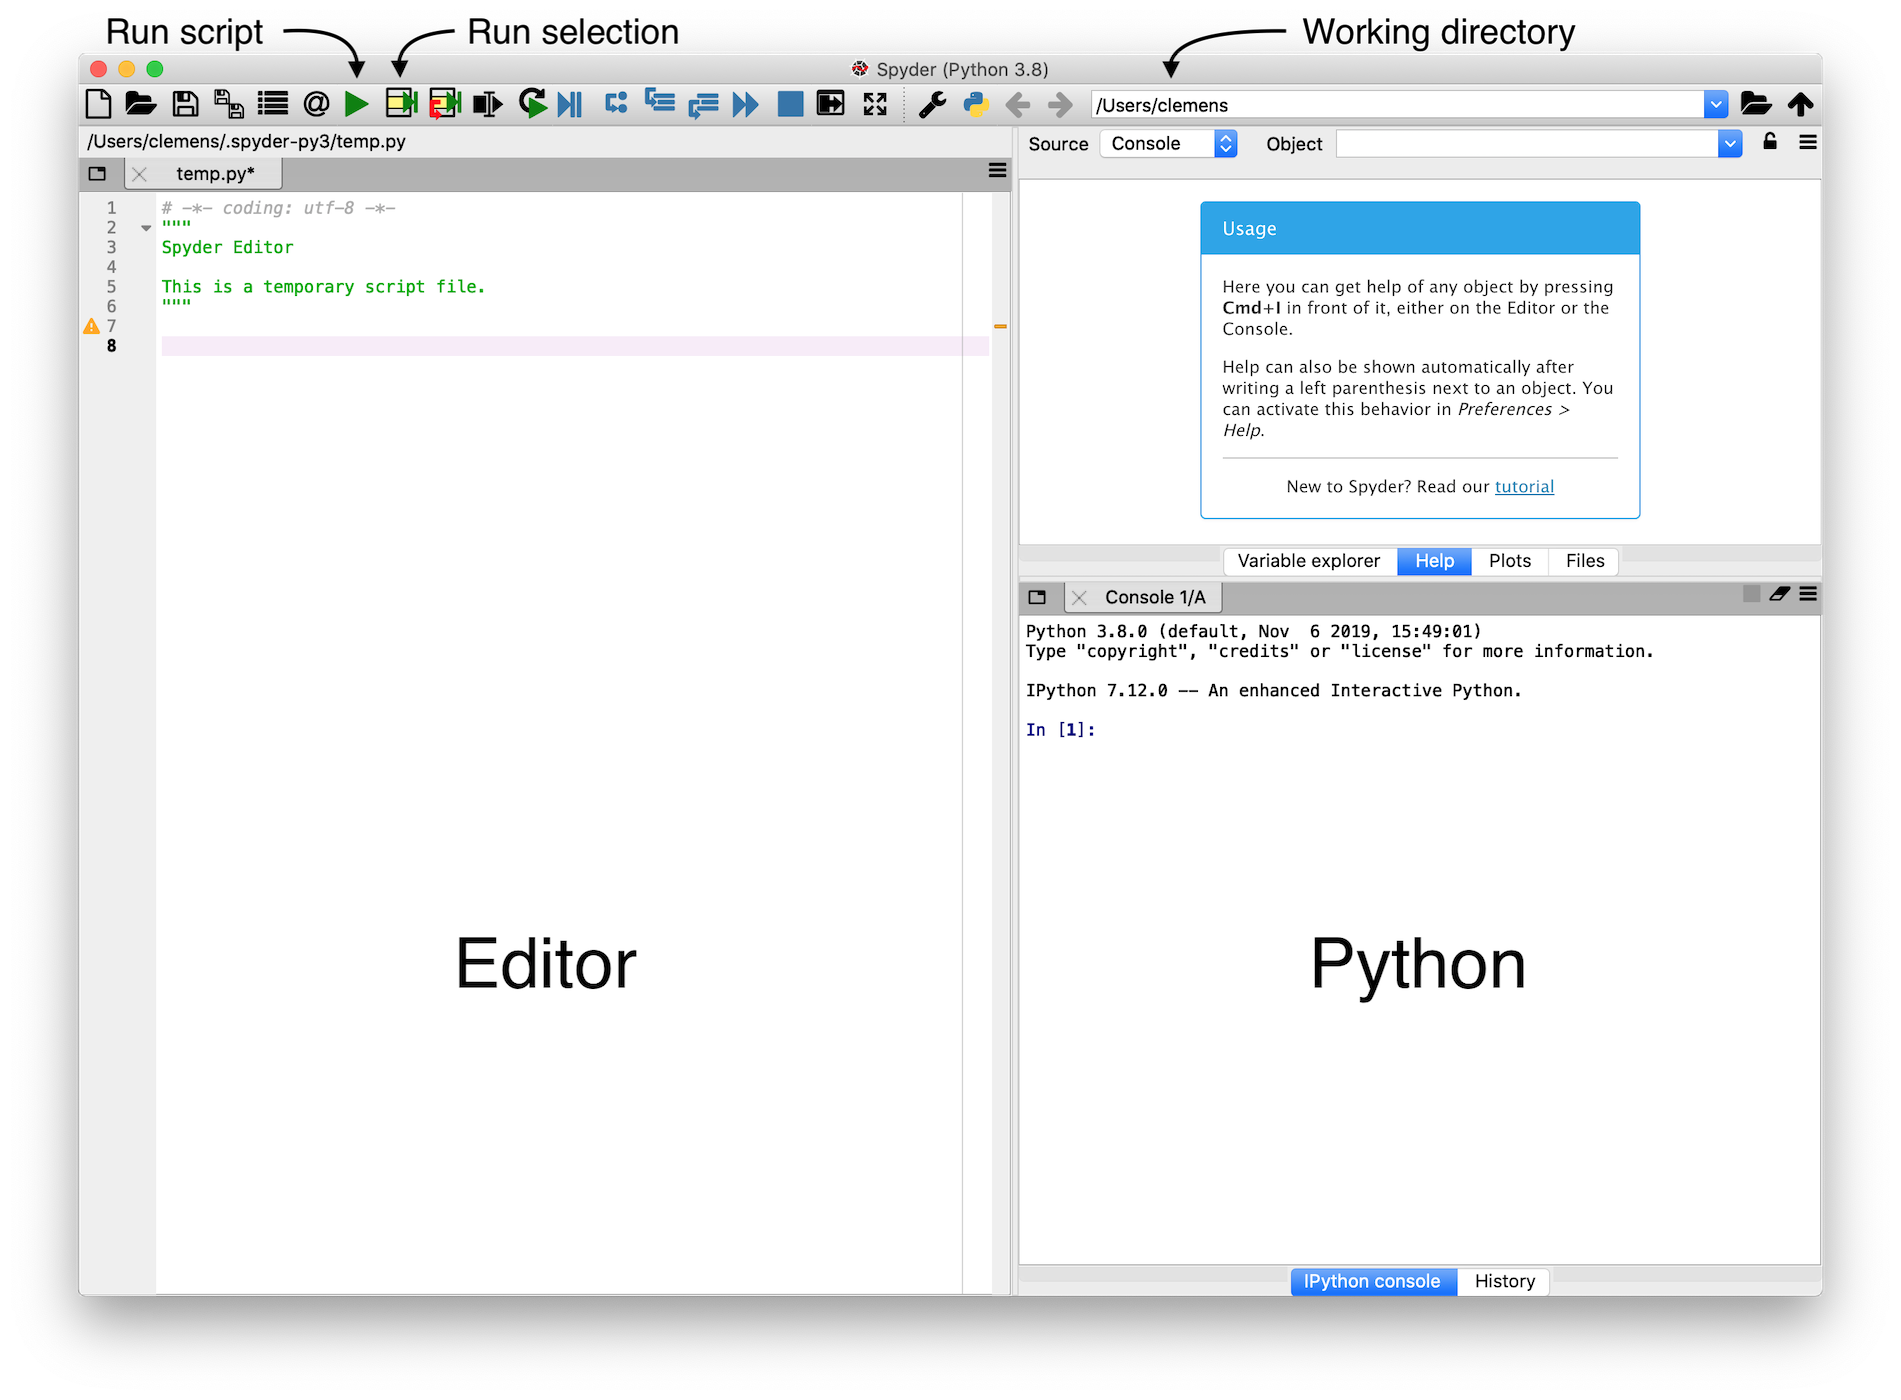 Run script
Run selection
Working directory
Spyder (Python 3.8)
/Users/clemens
/Users/clemens/.spyder-py3/temp.py
temp.py*
1 # -*- coding: utf-8 -*-
2 """
3 Spyder Editor
4
5 This is a temporary script file.
6 """
7
8
Editor
Source Console Object
Usage
Here you can get help of any object by pressing
Cmd+I in front of it, either on the Editor or the
Console.
Help can also be shown automatically after
writing a left parenthesis next to an object. You
can activate this behavior in Preferences >
Help.
New to Spyder? Read our tutorial
Variable explorer Help Plots Files
Console 1/A
Python 3.8.0 (default, Nov  6 2019, 15:49:01)
Type "copyright", "credits" or "license" for more information.
IPython 7.12.0 -- An enhanced Interactive Python.
In [1]:
Python
IPython console History